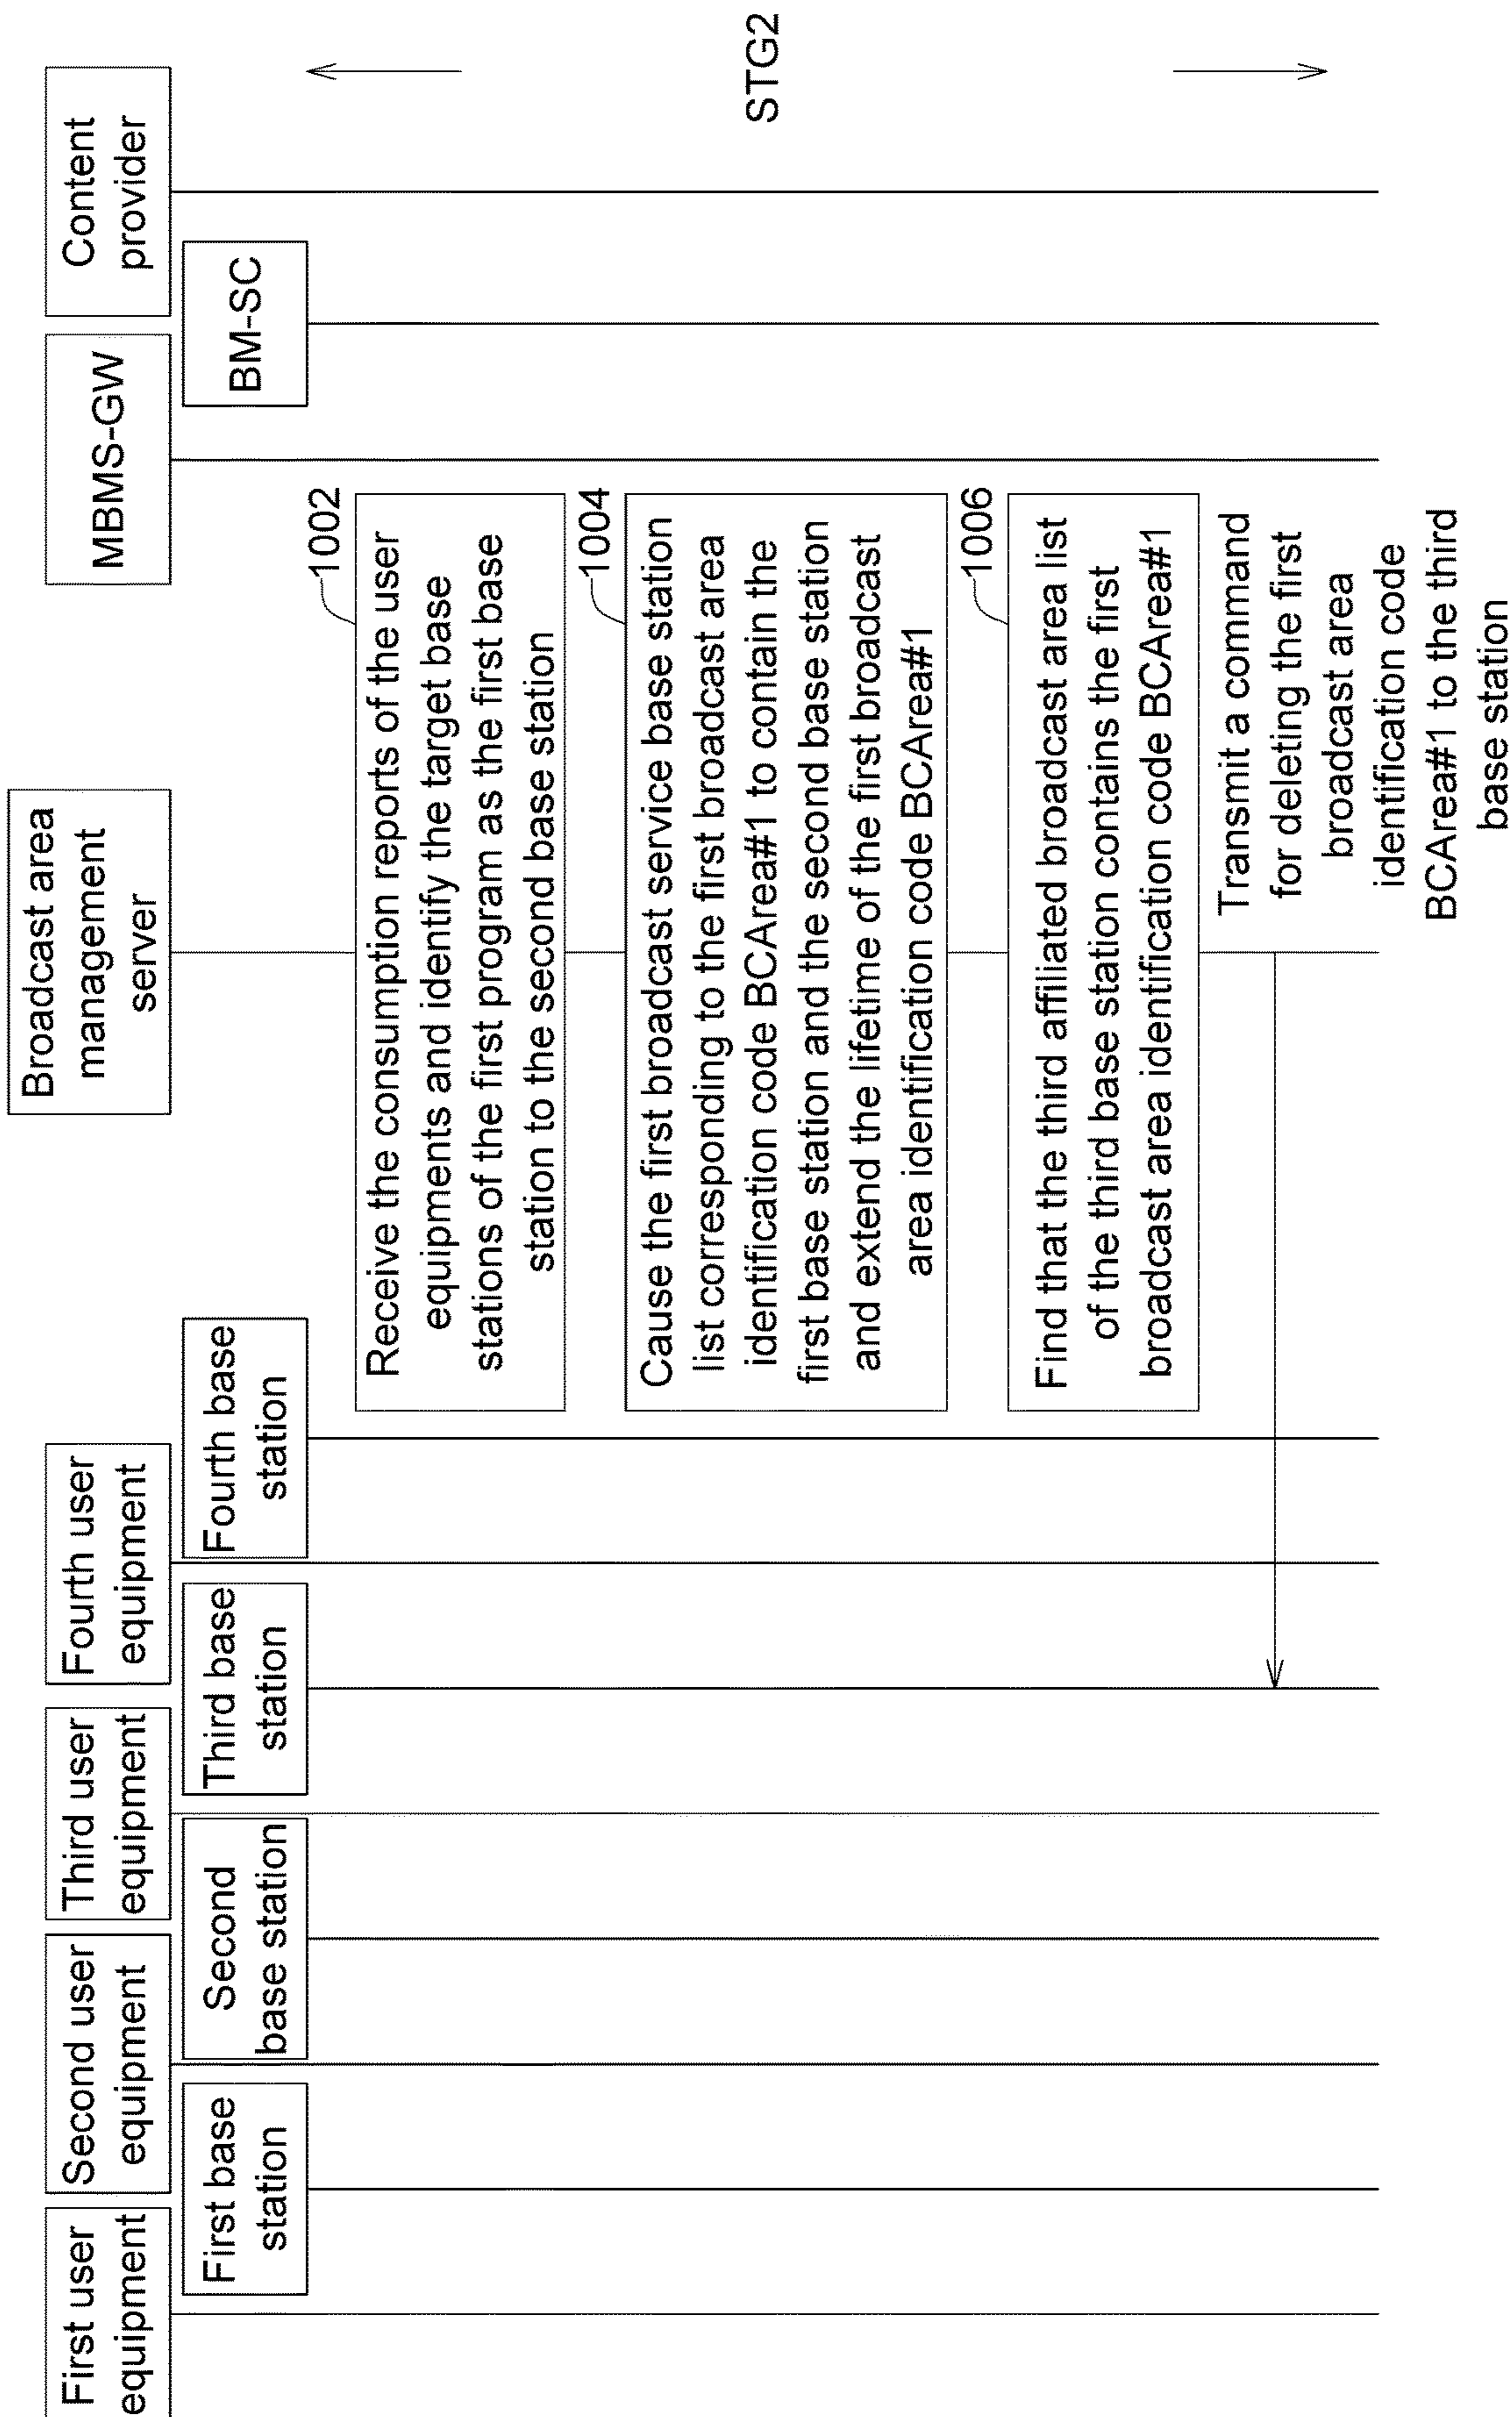 First user
equipment
Second user
equipment
Third user
equipment
Fourth user
equipment
Broadcast area
management
server
MBMS-GW
Content
provider
First base
station
Second
base station
Third base
station
Fourth base
station
BM-SC
1002
Receive the consumption reports of the user
equipments and identify the target base
stations of the first program as the first base
station to the second base station
1004
Cause the first broadcast service base station
list corresponding to the first broadcast area
identification code BCArea#1 to contain the
first base station and the second base station
and extend the lifetime of the first broadcast
area identification code BCArea#1
STG2
1006
Find that the third affiliated broadcast area list
of the third base station contains the first
broadcast area identification code BCArea#1
Transmit a command
for deleting the first
broadcast area
identification code
BCArea#1 to the third
base station